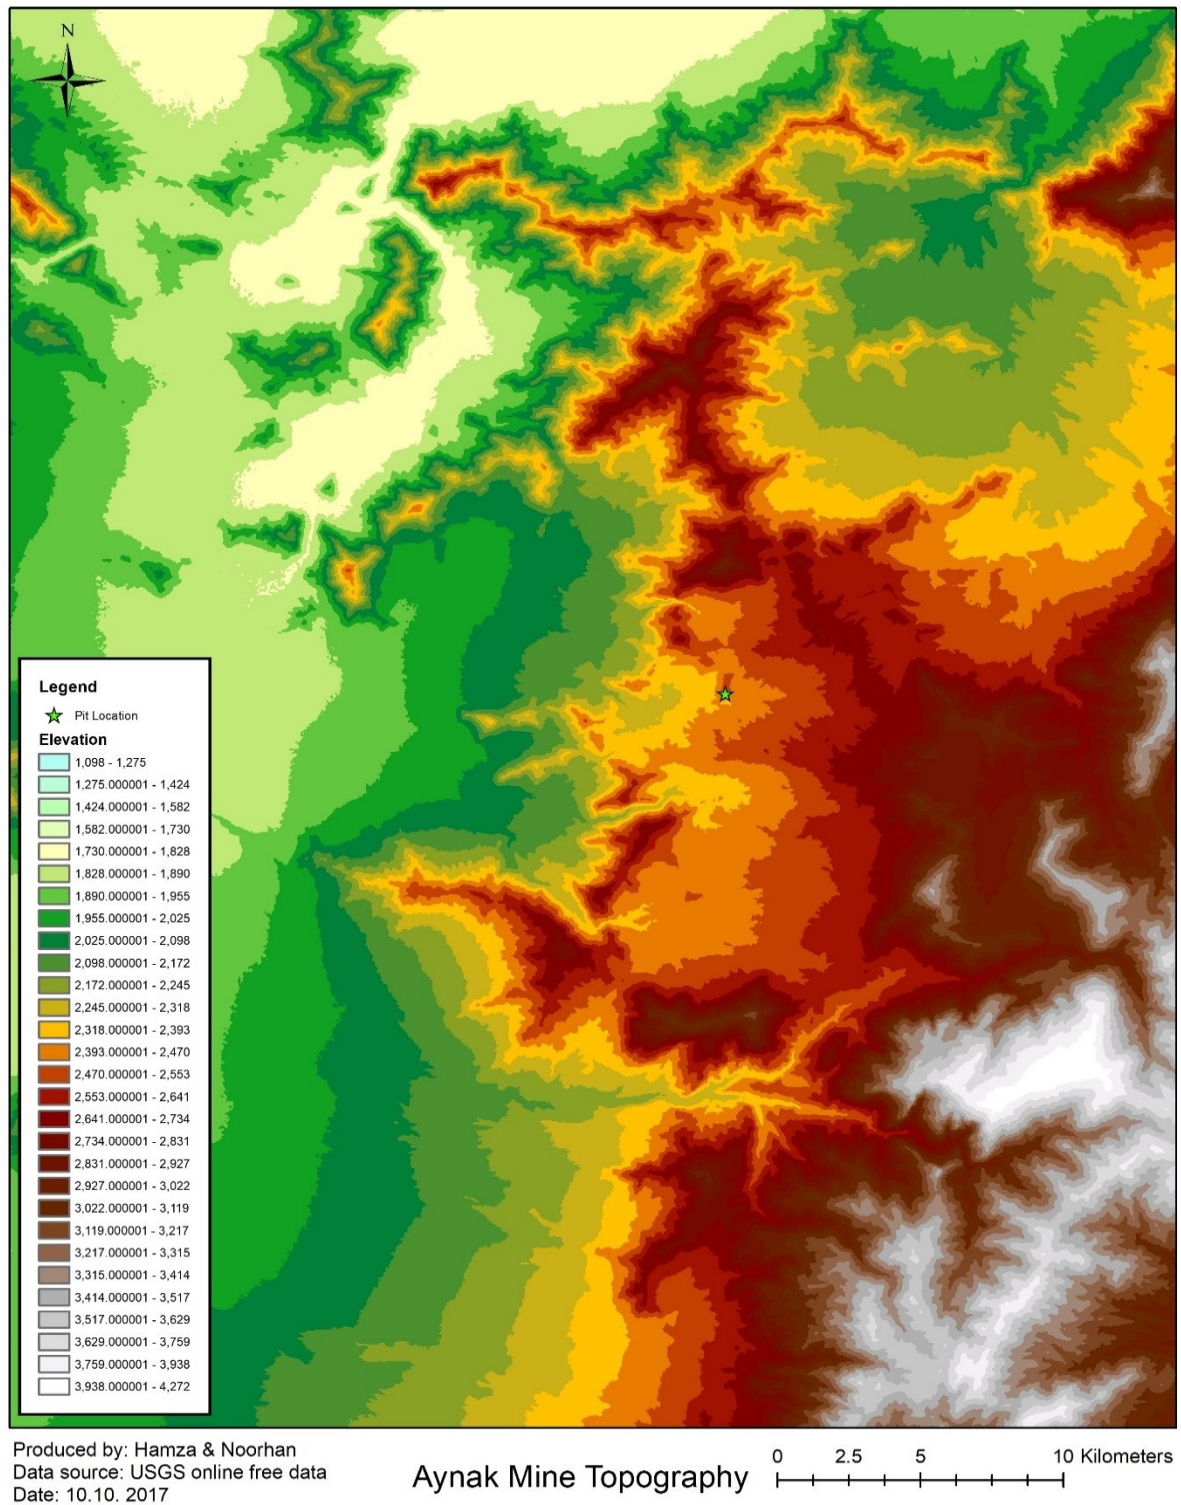 N
Legend
Pit Location
Elevation
1,098 - 1,275
1,275.000001 - 1,424
1,424.000001 - 1,582
1,582.000001 - 1,730
1,730.000001 - 1,828
1,828.000001 - 1,890
1,890.000001 - 1,955
1,955.000001 - 2,025
2,025.000001 - 2,098
2,098.000001 - 2,172
2,172.000001 - 2,245
2,245.000001 - 2,318
2,318.000001 - 2,393
2,393.000001 - 2,470
2,470.000001 - 2,553
2,553.000001 - 2,641
2,641.000001 - 2,734
2,734.000001 - 2,831
2,831.000001 - 2,927
2,927.000001 - 3,022
3,022.000001 - 3,119
3,119.000001 - 3,217
3,217.000001 - 3,315
3,315.000001 - 3,414
3,414.000001 - 3,517
3,517.000001 - 3,629
3,629.000001 - 3,759
3,759.000001 - 3,938
3,938.000001 - 4,272
Produced by: Hamza & Noorhan
Data source: USGS online free data
Date: 10.10. 2017
Aynak Mine Topography
0 2.5 5 10 Kilometers